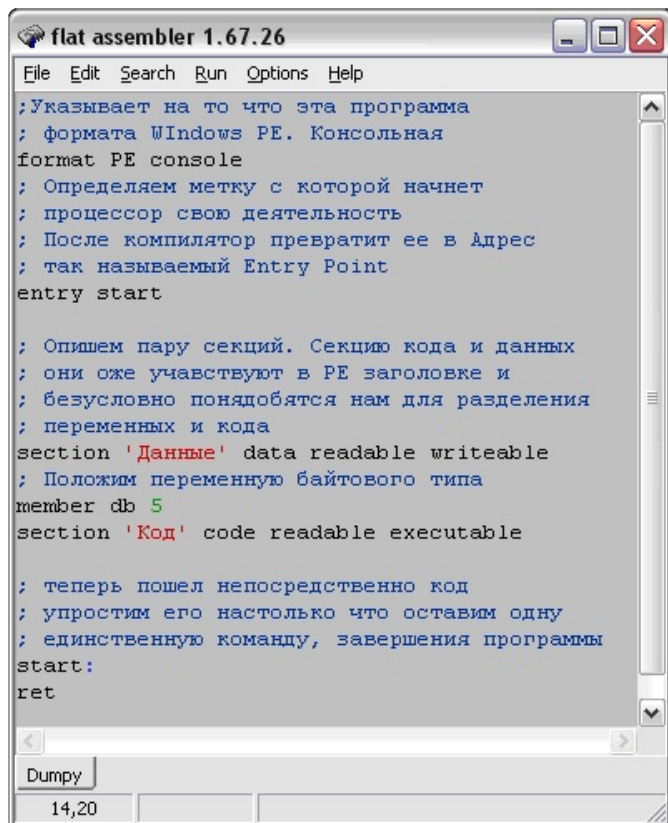 flat assembler 1.67.26
File Edit Search Run Options Help
;Указывает на то что эта программа
; формата WIndows PE. Консольная
format PE console
; Определяем метку с которой начнет
; процессор свою деятельность
; После компилятор превратит ее в Адрес
; так называемый Entry Point
entry start
; Опишем пару секций. Секцию кода и данных
; они оже учавствуют в PE заголовке и
; безусловно понядобятся нам для разделения
; переменных и кода
section 'Данные' data readable writeable
; Положим переменную байтового типа
member db 5
section 'Код' code readable executable
; теперь пошел непосредственно код
; упростим его настолько что оставим одну
; единственную команду, завершения программы
start:
ret
Dumpy
14,20